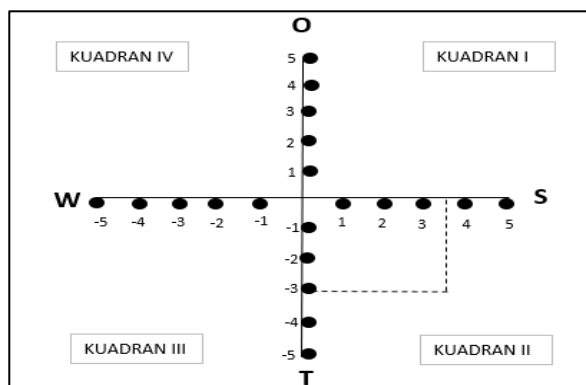 O
KUADRAN IV
KUADRAN I
5
4
3
2
1
W
S
-5 -4 -3 -2 -1 1 2 3 4 5
-1
-2
-3
-4
-5
KUADRAN III
KUADRAN II
T